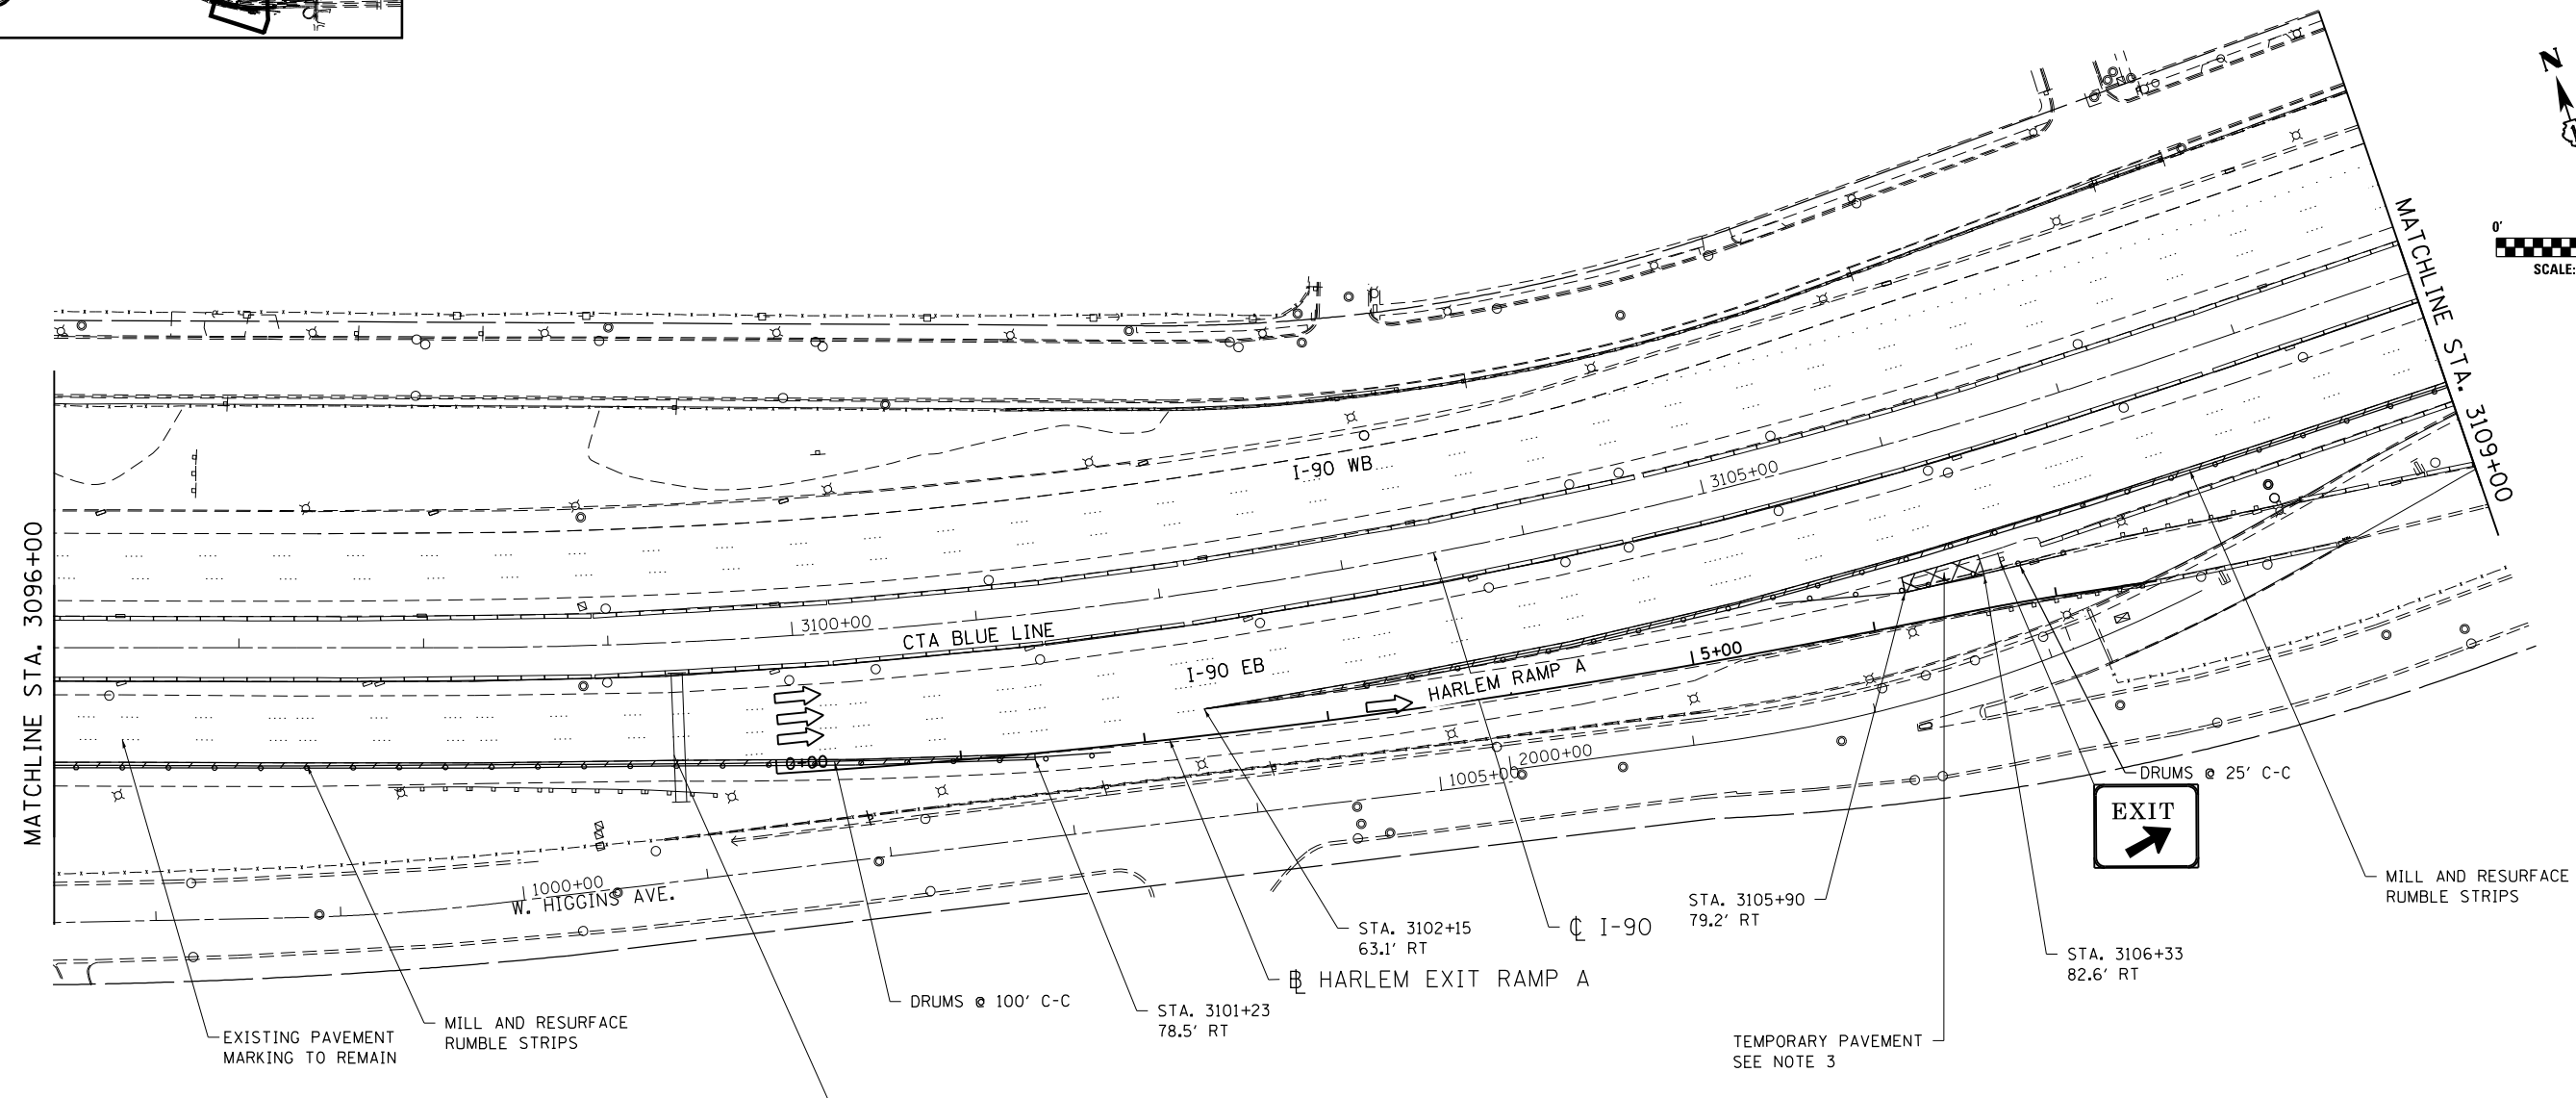 N
0'
SCALE:
MATCHLINE STA. 3109+00
MATCHLINE STA. 3096+00
I-90 WB
3105+00
3100+00
CTA BLUE LINE
I-90 EB
HARLEM RAMP A
5+00
0+00
2000+00
1005+00
1000+00
W. HIGGINS AVE.
DRUMS @ 25' C-C
EXIT
MILL AND RESURFACE
RUMBLE STRIPS
STA. 3105+90
79.2' RT
STA. 3102+15
63.1' RT
℄ I-90
STA. 3106+33
82.6' RT
BL HARLEM EXIT RAMP A
DRUMS @ 100' C-C
STA. 3101+23
78.5' RT
MILL AND RESURFACE
RUMBLE STRIPS
EXISTING PAVEMENT
MARKING TO REMAIN
TEMPORARY PAVEMENT
SEE NOTE 3